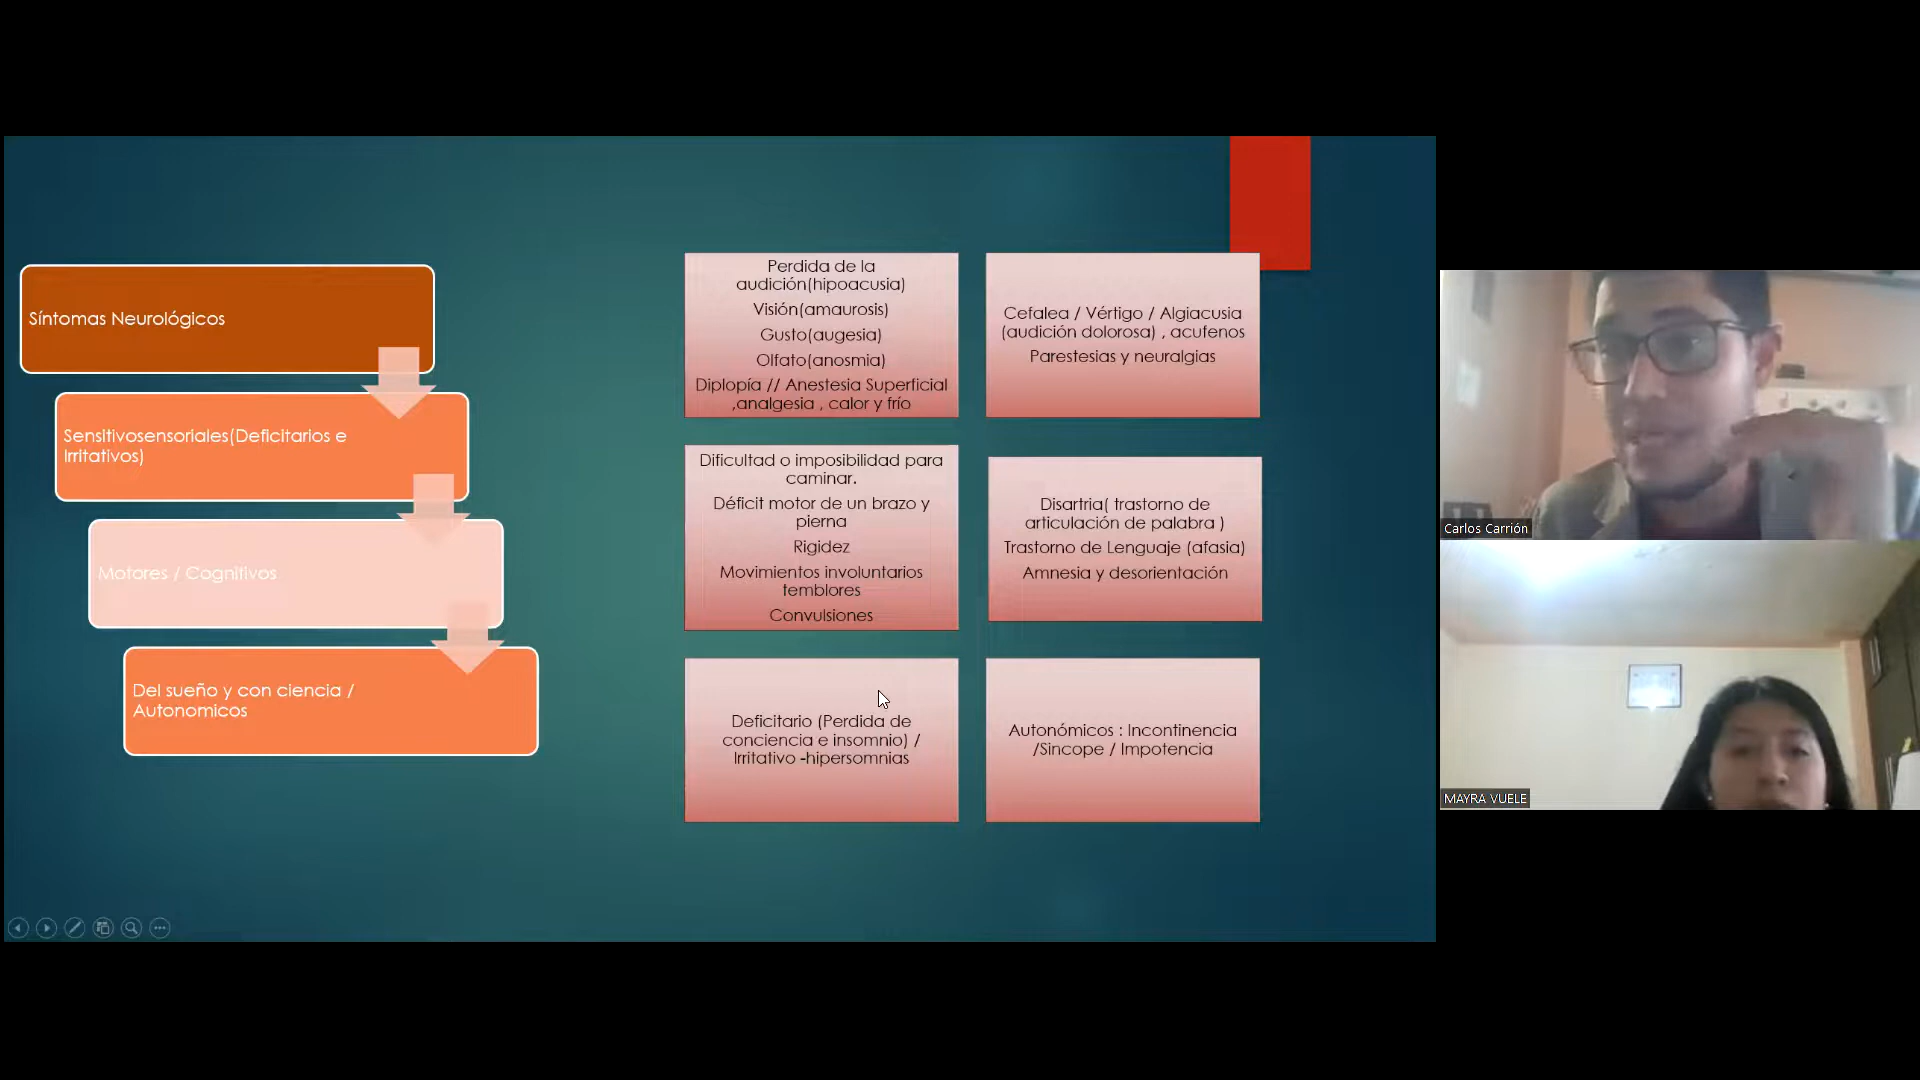 Síntomas Neurológicos
Sensitivosensoriales(Deficitarios e
Irritativos)
Motores / Cognitivos
Del sueño y con ciencia /
Autonomicos
Perdida de la
audición(hipoacusia)
Visión(amaurosis)
Gusto(augesia)
Olfato(anosmia)
Diplopía // Anestesia Superficial
,analgesia , calor y frío
Cefalea / Vértigo / Algiacusia
(audición dolorosa) , acufenos
Parestesias y neuralgias
Dificultad o imposibilidad para
caminar.
Déficit motor de un brazo y
pierna
Rigidez
Movimientos involuntarios
temblores
Convulsiones
Disartria( trastorno de
articulación de palabra )
Trastorno de Lenguaje (afasia)
Amnesia y desorientación
Deficitario (Perdida de
conciencia e insomnio) /
Irritativo -hipersomnias
Autonómicos : Incontinencia
/Sincope / Impotencia
Carlos Carrión
MAYRA VUELE